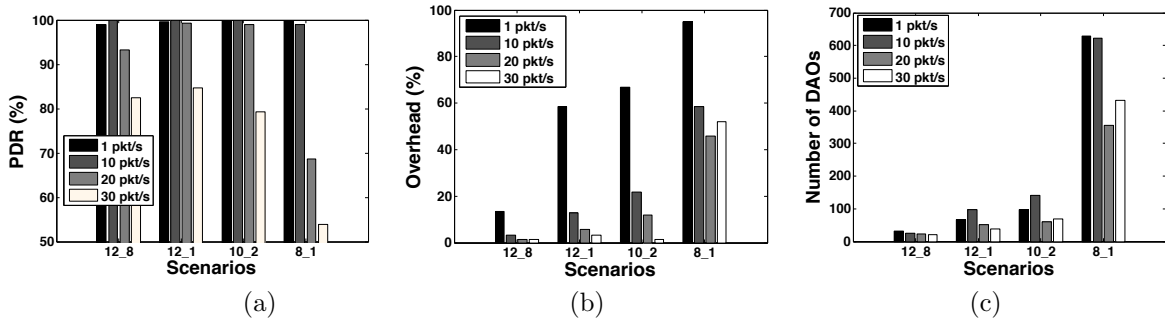 PDR (%)
100
90
80
70
60
50
1 pkt/s
10 pkt/s
20 pkt/s
30 pkt/s
12_8
12_1
10_2
8_1
Scenarios
(a)
Overhead (%)
100
80
60
40
20
0
1 pkt/s
10 pkt/s
20 pkt/s
30 pkt/s
12_8
12_1
10_2
8_1
Scenarios
(b)
Number of DAOs
700
600
500
400
300
200
100
0
1 pkt/s
10 pkt/s
20 pkt/s
30 pkt/s
12_8
12_1
10_2
8_1
Scenarios
(c)